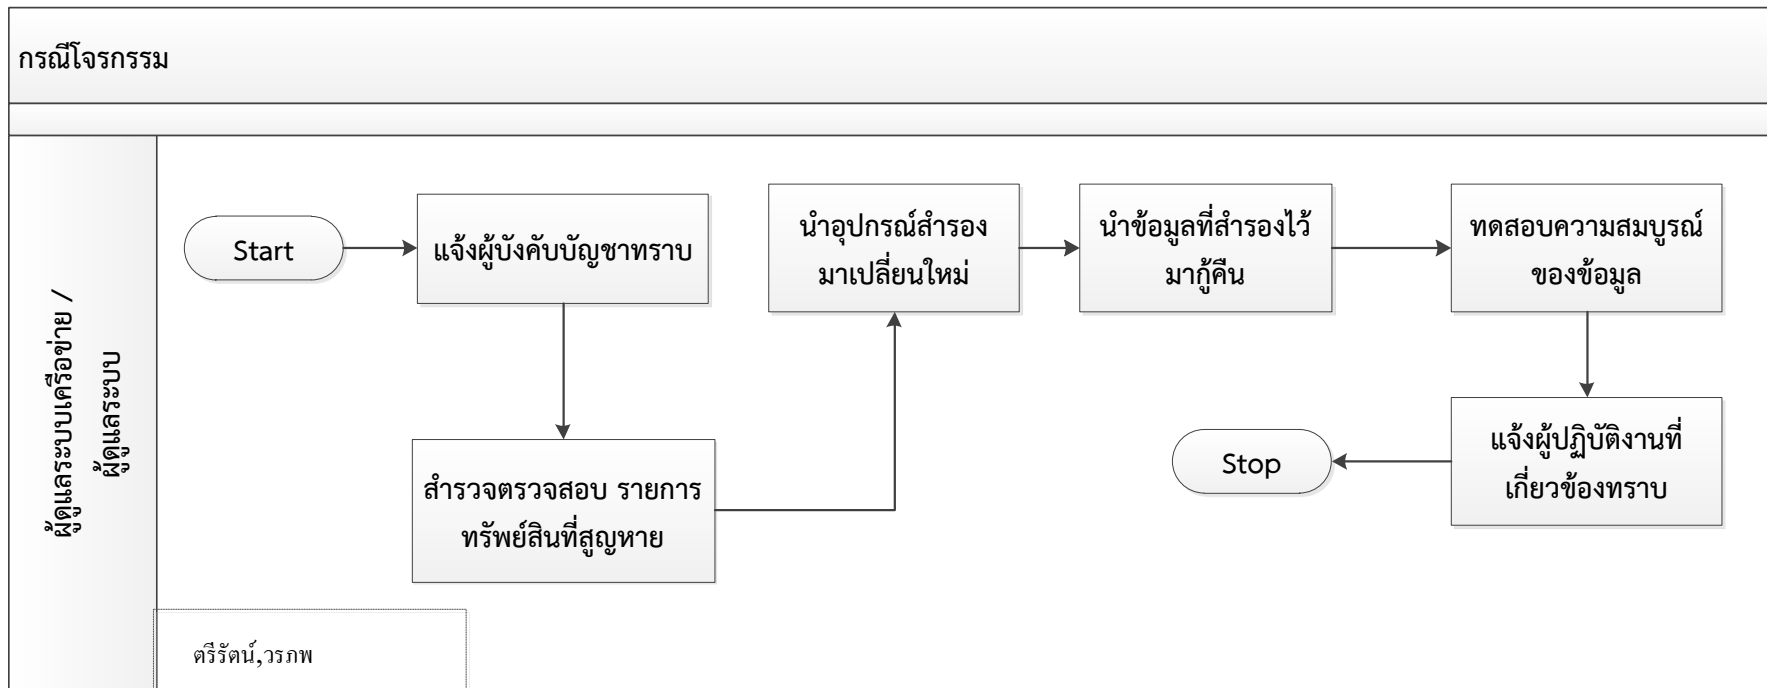 กรณีโจรกรรม
ผู้ดูแลระบบเครือข่าย /
ผู้ดูแลระบบ
Start
แจ้งผู้บังคับบัญชาทราบ
สำรวจตรวจสอบ รายการ
ทรัพย์สินที่สูญหาย
นำอุปกรณ์สำรอง
มาเปลี่ยนใหม่
นำข้อมูลที่สำรองไว้
มากู้คืน
ทดสอบความสมบูรณ์
ของข้อมูล
แจ้งผู้ปฏิบัติงานที่
เกี่ยวข้องทราบ
Stop
ตรีรัตน์,วรภพ